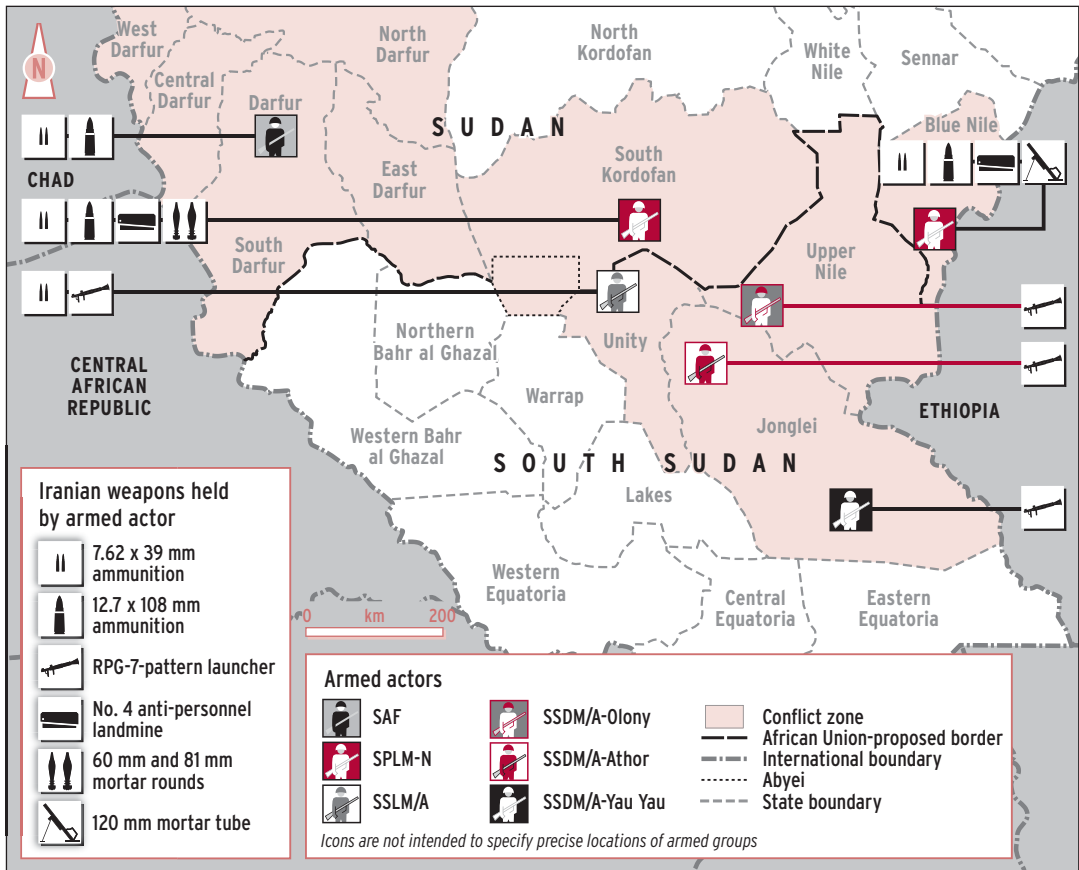 West
Darfur
North
Darfur
North
Kordofan
White
Nile
Sennar
N
Central
Darfur
Darfur
SUDAN
Blue Nile
East
Darfur
South
Kordofan
CHAD
South
Darfur
Upper
Nile
Northern
Bahr al Ghazal
Unity
CENTRAL
AFRICAN
REPUBLIC
Warrap
ETHIOPIA
Jonglei
Western Bahr
al Ghazal
SOUTH SUDAN
Lakes
Western
Equatoria
Central
Equatoria
Eastern
Equatoria
0 km 200
Iranian weapons held
by armed actor
7.62 x 39 mm
ammunition
12.7 x 108 mm
ammunition
RPG-7-pattern launcher
No. 4 anti-personnel
landmine
60 mm and 81 mm
mortar rounds
120 mm mortar tube
Armed actors
SAF
SPLM-N
SSLM/A
SSDM/A-Olony
SSDM/A-Athor
SSDM/A-Yau Yau
Conflict zone
African Union-proposed border
International boundary
Abyei
State boundary
Icons are not intended to specify precise locations of armed groups